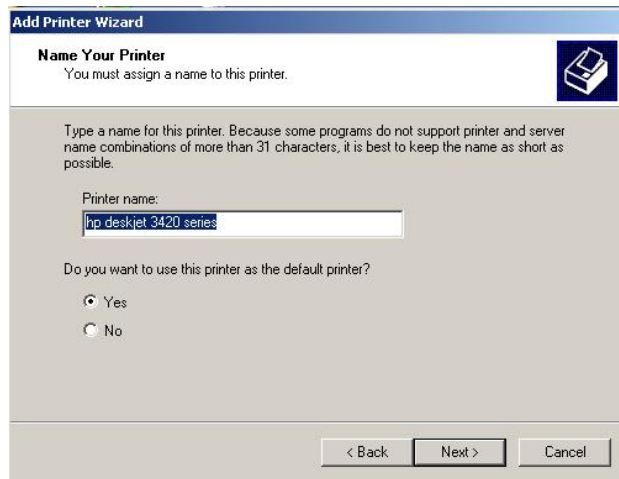 Add Printer Wizard
Name Your Printer
You must assign a name to this printer.
Type a name for this printer. Because some programs do not support printer and server
name combinations of more than 31 characters, it is best to keep the name as short as
possible.
Printer name:
hp deskjet 3420 series
Do you want to use this printer as the default printer?
Yes
No
< Back
Next >
Cancel